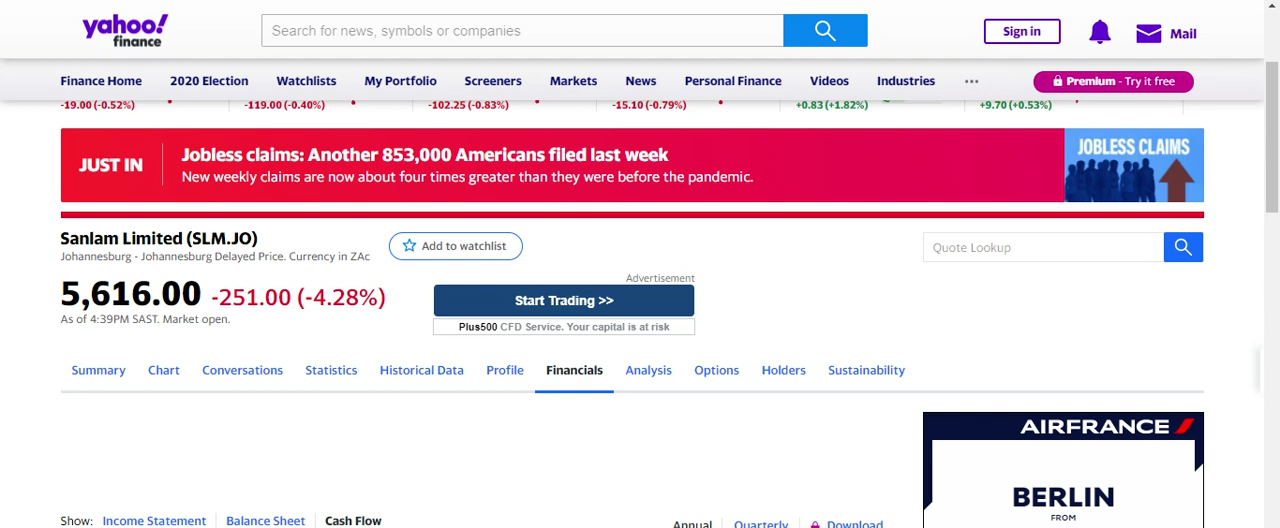 yahoo!
finance
Search for news, symbols or companies
Sign in
Mail
Finance Home 2020 Election Watchlists My Portfolio Screeners Markets News Personal Finance Videos Industries ••• Premium - Try it free
-19.00 (-0.52%) -119.00 (-0.40%) -102.25 (-0.83%) -15.10 (-0.79%) +0.83 (+1.82%) +9.70 (+0.53%)
JUST IN
Jobless claims: Another 853,000 Americans filed last week
New weekly claims are now about four times greater than they were before the pandemic.
JOBLESS CLAIMS
Sanlam Limited (SLM.JO)
Johannesburg - Johannesburg Delayed Price. Currency in ZAc
Add to watchlist
Quote Lookup
5,616.00 -251.00 (-4.28%)
As of 4:39PM SAST. Market open.
Advertisement
Start Trading >>
Plus500 CFD Service. Your capital is at risk
Summary Chart Conversations Statistics Historical Data Profile Financials Analysis Options Holders Sustainability
AIRFRANCE
BERLIN
FROM
Show: Income Statement Balance Sheet Cash Flow
Annual Quarterly Download